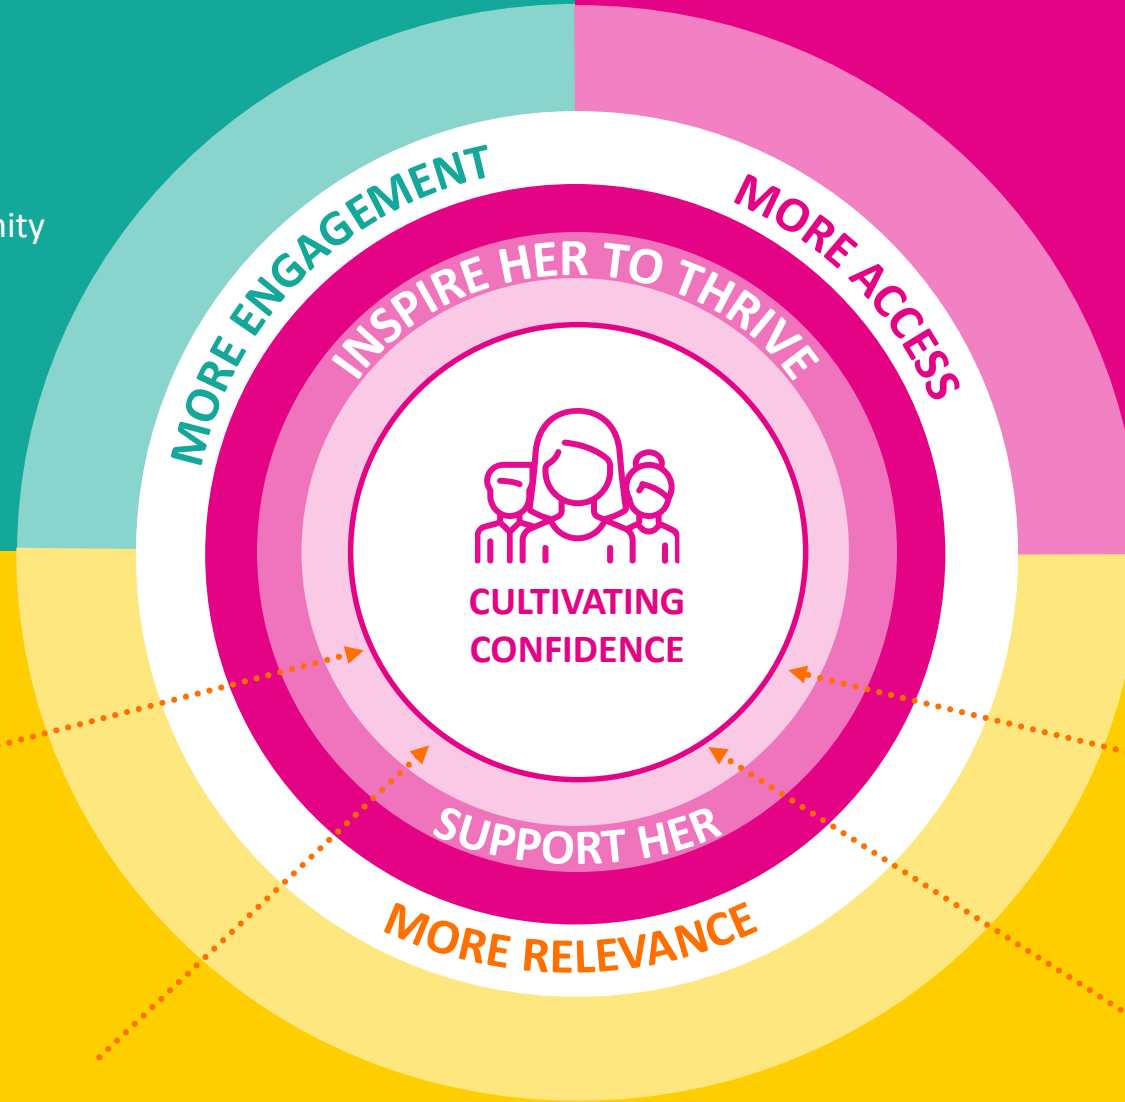 MORE ENGAGEMENT
MORE ACCESS
INSPIRE HER TO THRIVE
CULTIVATING
CONFIDENCE
SUPPORT HER
MORE RELEVANCE